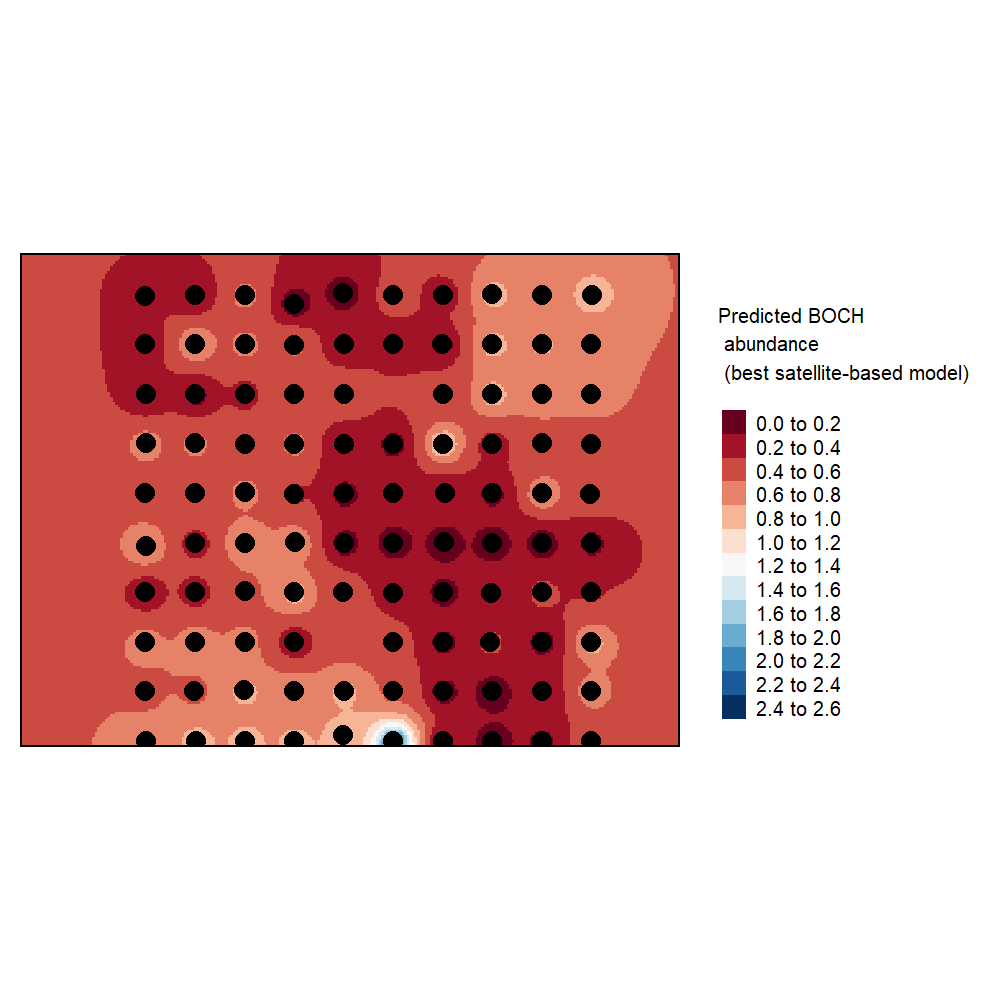 Predicted BOCH
abundance
(best satellite-based model)
0.0 to 0.2
0.2 to 0.4
0.4 to 0.6
0.6 to 0.8
0.8 to 1.0
1.0 to 1.2
1.2 to 1.4
1.4 to 1.6
1.6 to 1.8
1.8 to 2.0
2.0 to 2.2
2.2 to 2.4
2.4 to 2.6